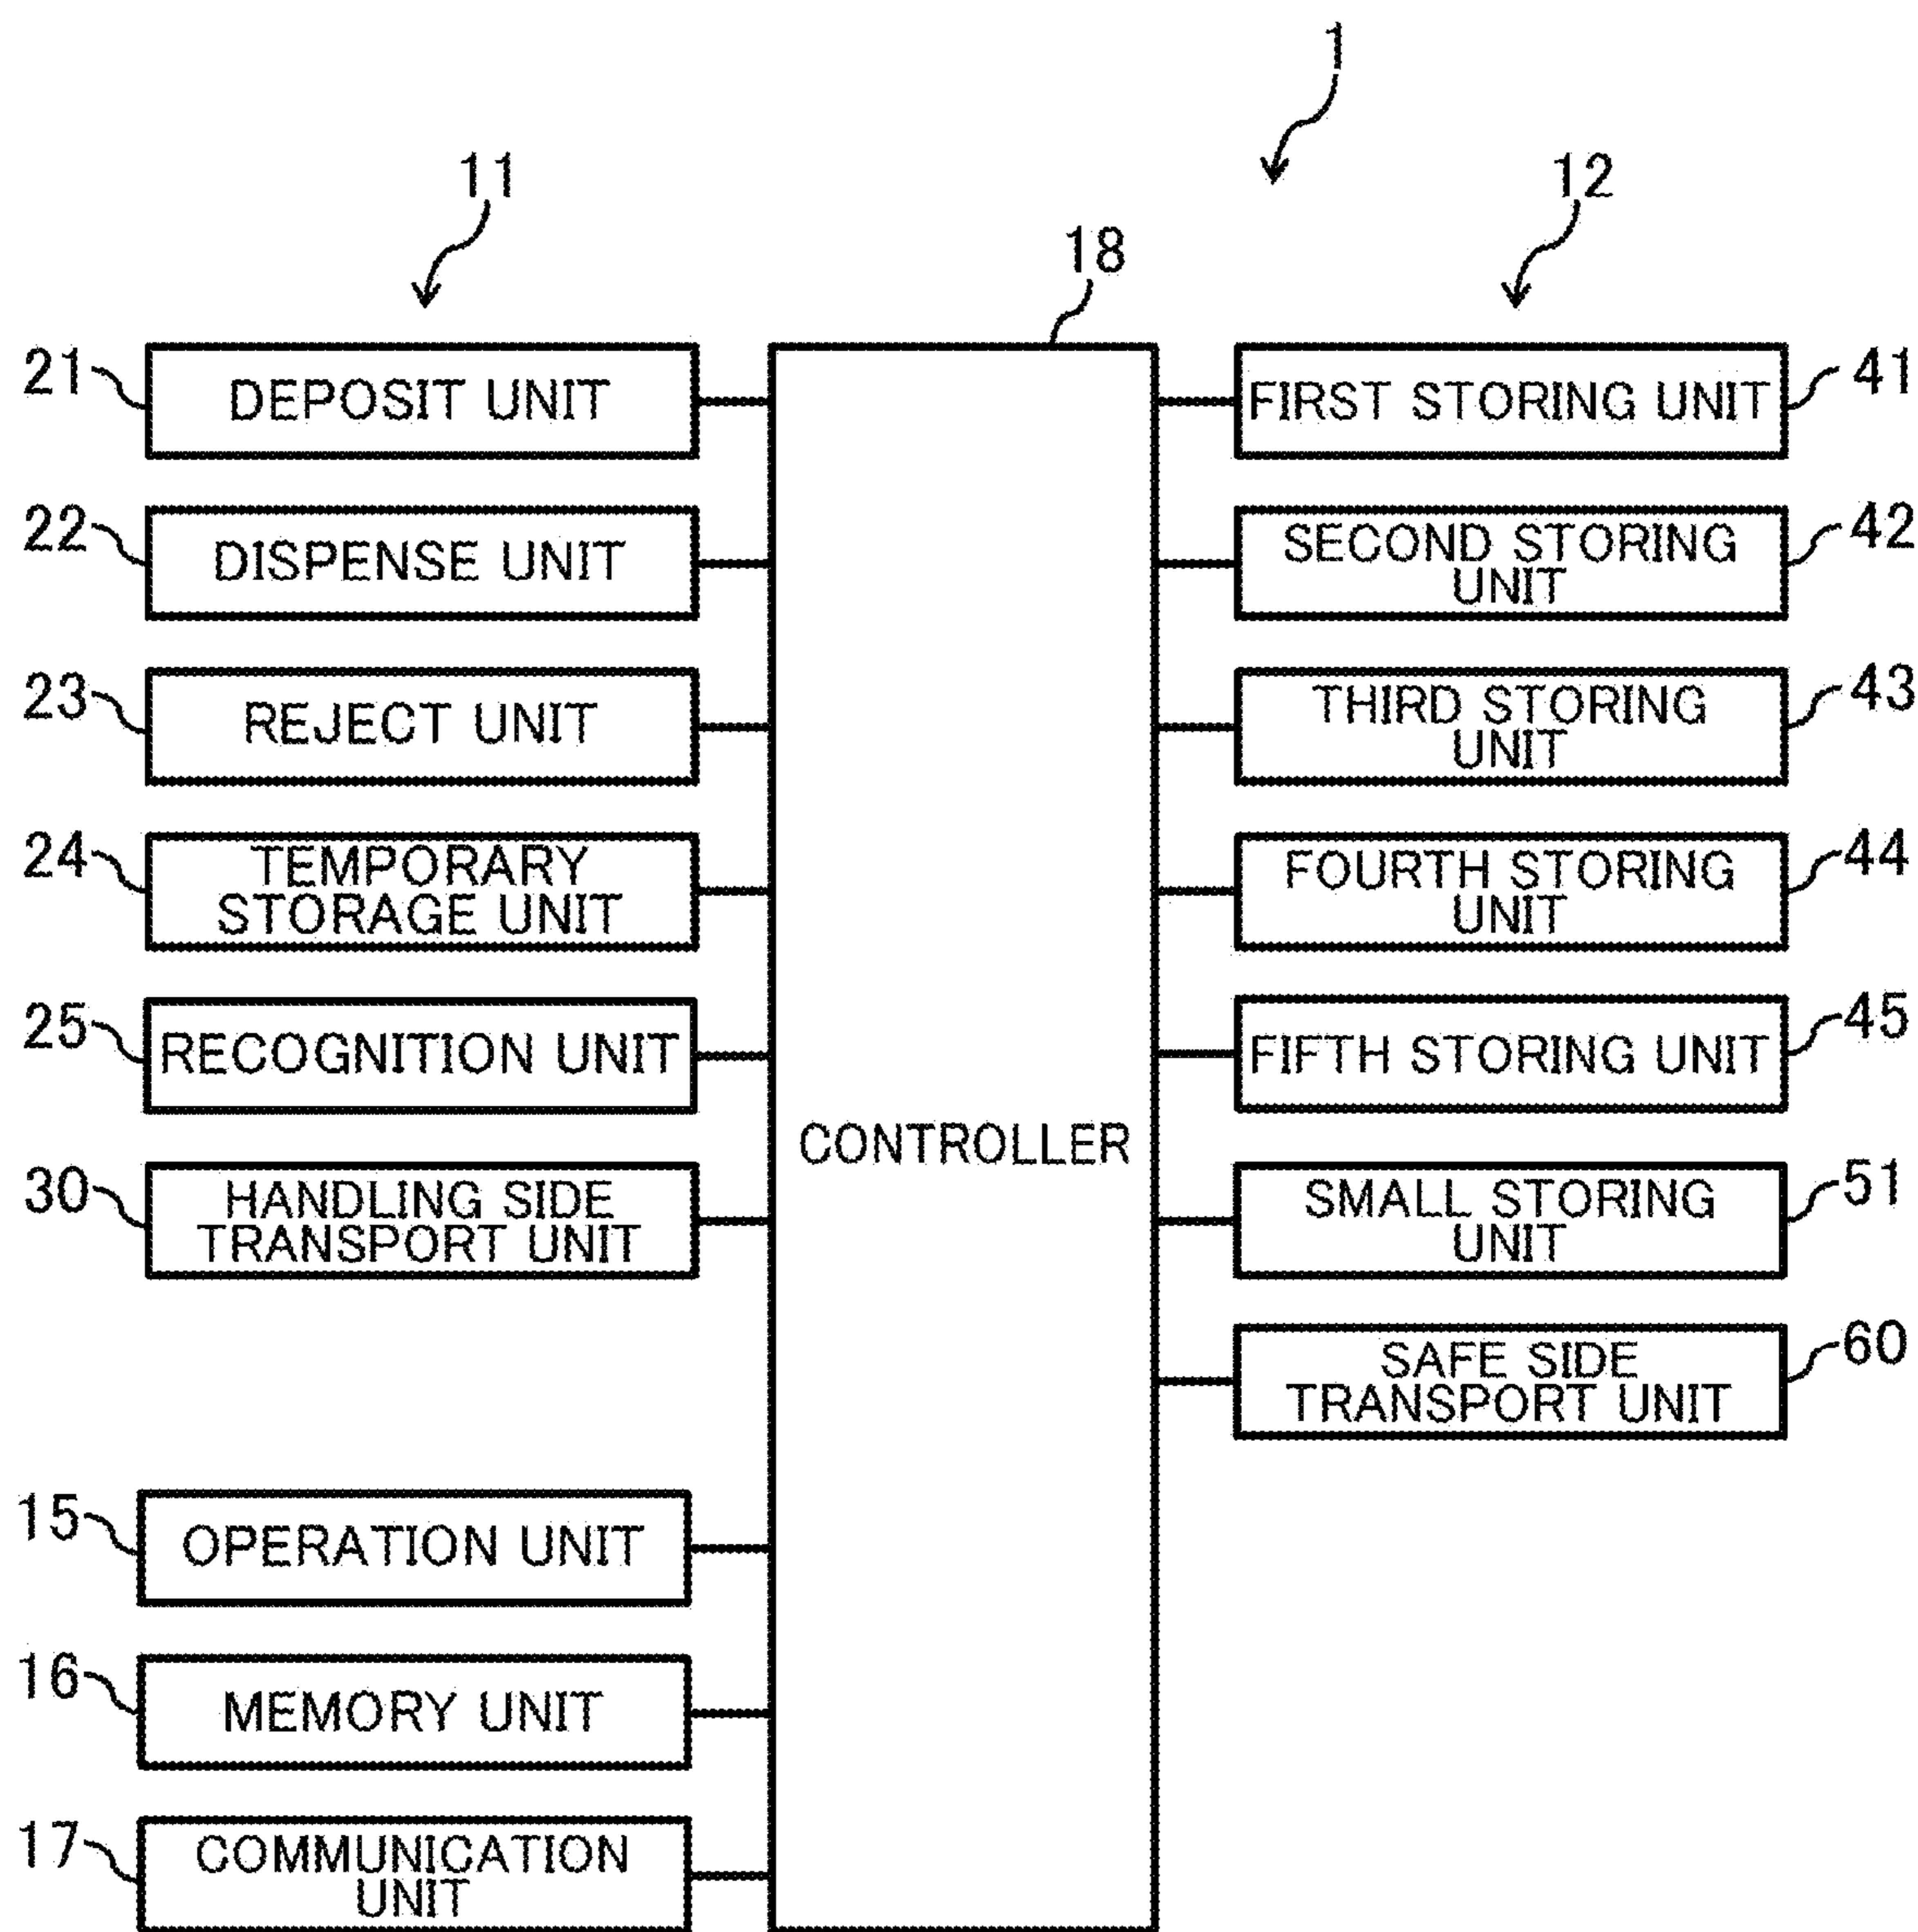 1
11
12
18
21
DEPOSIT UNIT
FIRST STORING UNIT
41
22
DISPENSE UNIT
SECOND STORING
UNIT
42
23
REJECT UNIT
THIRD STORING
UNIT
43
24
TEMPORARY
STORAGE UNIT
FOURTH STORING
UNIT
44
25
RECOGNITION UNIT
FIFTH STORING UNIT
45
CONTROLLER
30
HANDLING SIDE
TRANSPORT UNIT
SMALL STORING
UNIT
51
SAFE SIDE
TRANSPORT UNIT
60
15
OPERATION UNIT
16
MEMORY UNIT
17
COMMUNICATION
UNIT